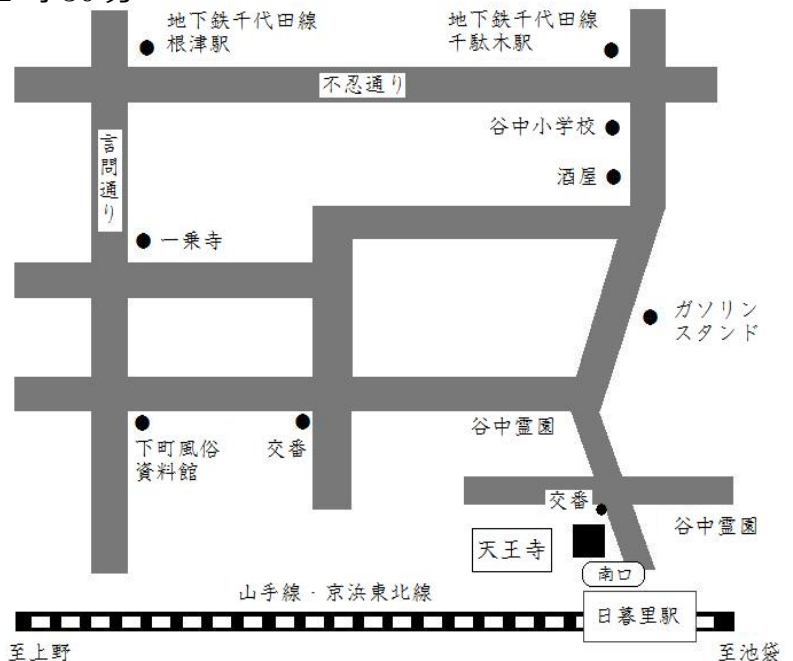 地下鉄千代田線
根津駅
地下鉄千代田線
千駄木駅
不忍通り
谷中小学校
言問通り
酒屋
一乗寺
ガソリン
スタンド
谷中霊園
下町風俗
資料館
交番
交番
谷中霊園
天王寺
南口
山手線・京浜東北線
日暮里駅
至上野
至池袋